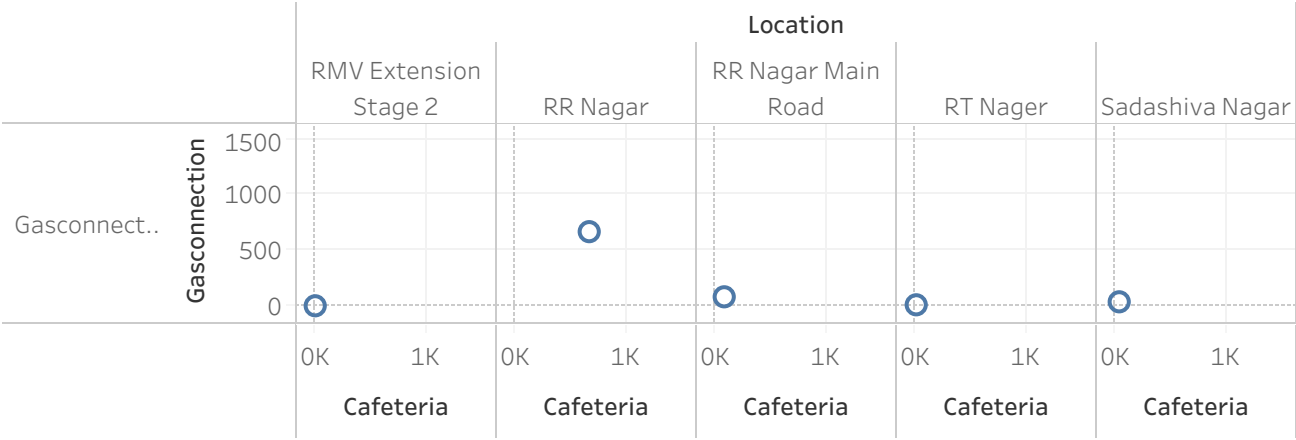 Location
RMV Extension
Stage 2
RR Nagar
RR Nagar Main
Road
RT Nager
Sadashiva Nagar
Gasconnect..
Gasconnection
1500
1000
500
0
0K 1K 0K 1K 0K 1K 0K 1K 0K 1K
Cafeteria Cafeteria Cafeteria Cafeteria Cafeteria